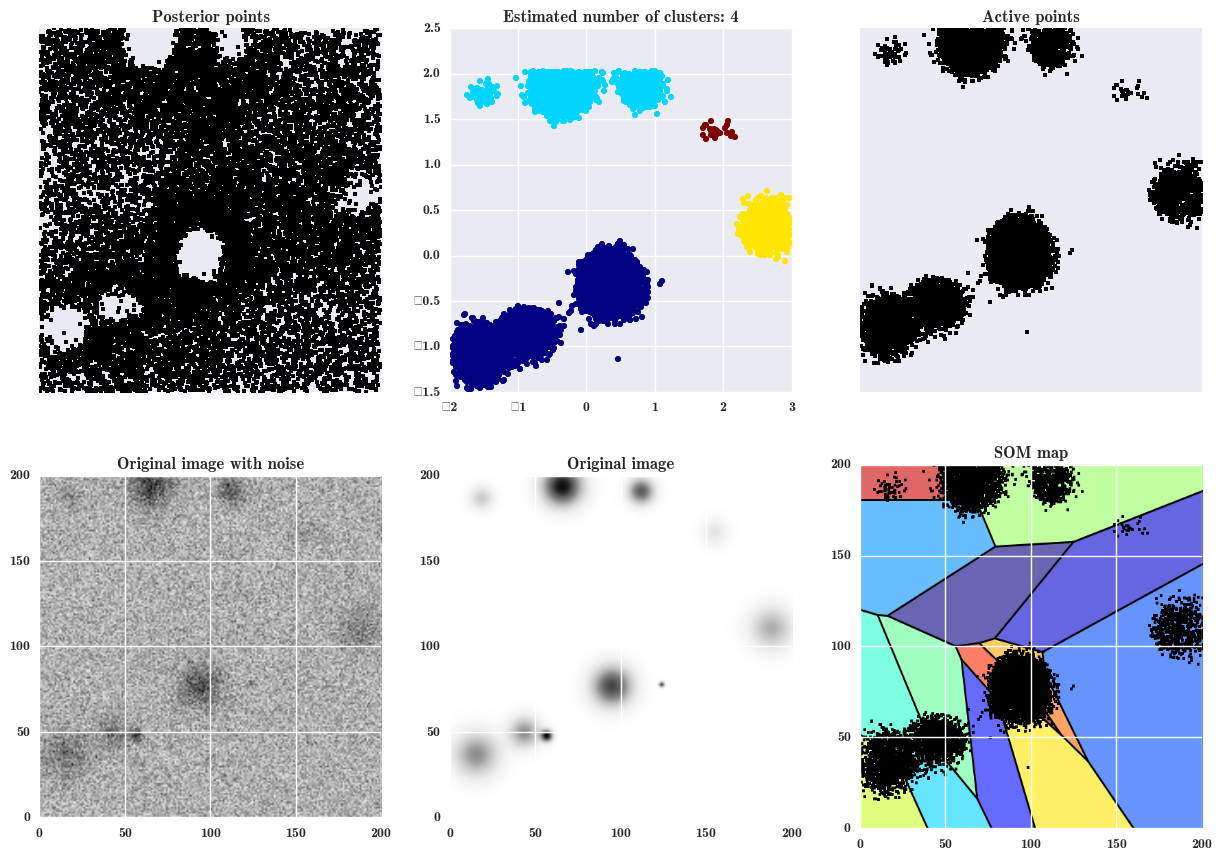 Posterior points
Estimated number of clusters: 4
Active points
2.5
2.0
1.5
1.0
0.5
0.0
□0.5
□1.0
□1.5
□2 □1 0 1 2 3
Original image with noise
200
150
100
50
0
0 50 100 150 200
Original image
200
150
100
50
0
0 50 100 150 200
SOM map
200
150
100
50
0
0 50 100 150 200